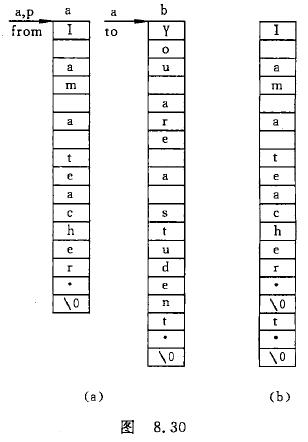 a,p a a b
from I to Y I
o
a u a
m m
a
a r a
e
t t
e a e
a a
c s c
h t h
e u e
r d r
. e .
\0 n \0
t t
. .
\0 \0
(a) (b)
图 8.30